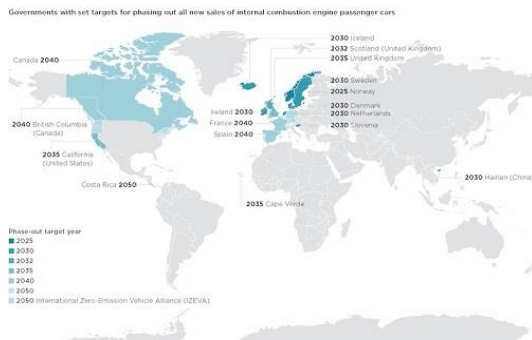 Governments with set targets for phasing out all new sales of internal combustion engine passenger cars
2030 Iceland
2032 Scotland (United Kingdom)
2035 United Kingdom
Canada 2040
2030 Sweden
2025 Norway
2030 Denmark
2030 Netherlands
2030 Slovenia
Ireland 2030
France 2040
Spain 2040
2040 British Columbia
(Canada)
2035 California
(United States)
Costa Rica 2050
2030 Hainan (China
2035 Cape Verde
Phase-out target year
2025
2030
2032
2035
2040
2050
2050 International Zero-Emission Vehicle Alliance (IZEVA)